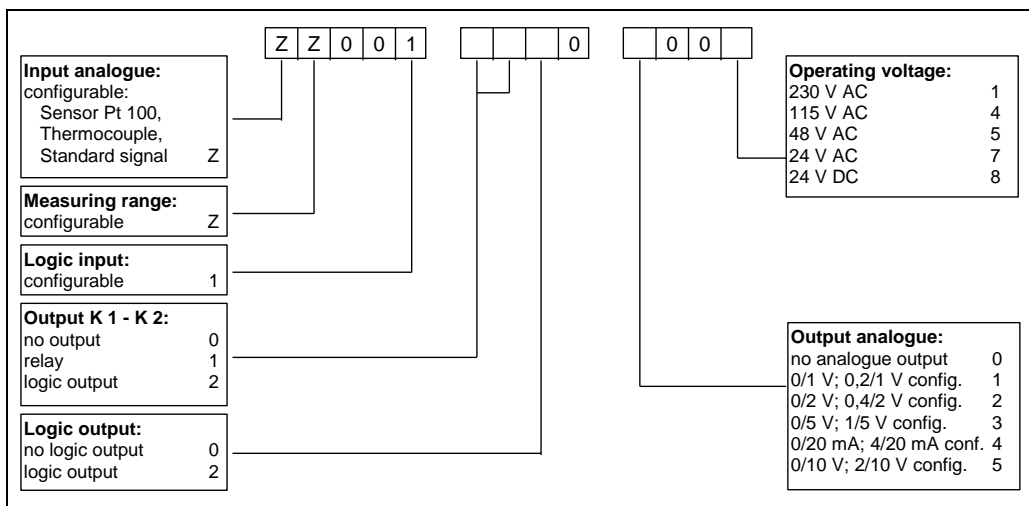 Z Z 0 0 1 0 0 0
Input analogue:
configurable:
Sensor Pt 100,
Thermocouple,
Standard signal Z
Measuring range:
configurable Z
Logic input:
configurable 1
Output K 1 - K 2:
no output 0
relay 1
logic output 2
Logic output:
no logic output 0
logic output 2
Operating voltage:
230 V AC 1
115 V AC 4
48 V AC 5
24 V AC 7
24 V DC 8
Output analogue:
no analogue output 0
0/1 V; 0,2/1 V config. 1
0/2 V; 0,4/2 V config. 2
0/5 V; 1/5 V config. 3
0/20 mA; 4/20 mA conf. 4
0/10 V; 2/10 V config. 5